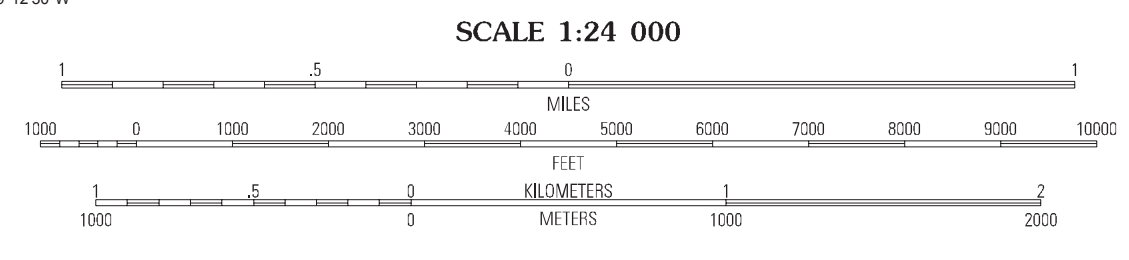 SCALE 1:24 000
1 .5 0 1
MILES
1000 0 1000 2000 3000 4000 5000 6000 7000 8000 9000 10000
FEET
1 .5 0 KILOMETERS 1 2
1000 0 METERS 1000 2000